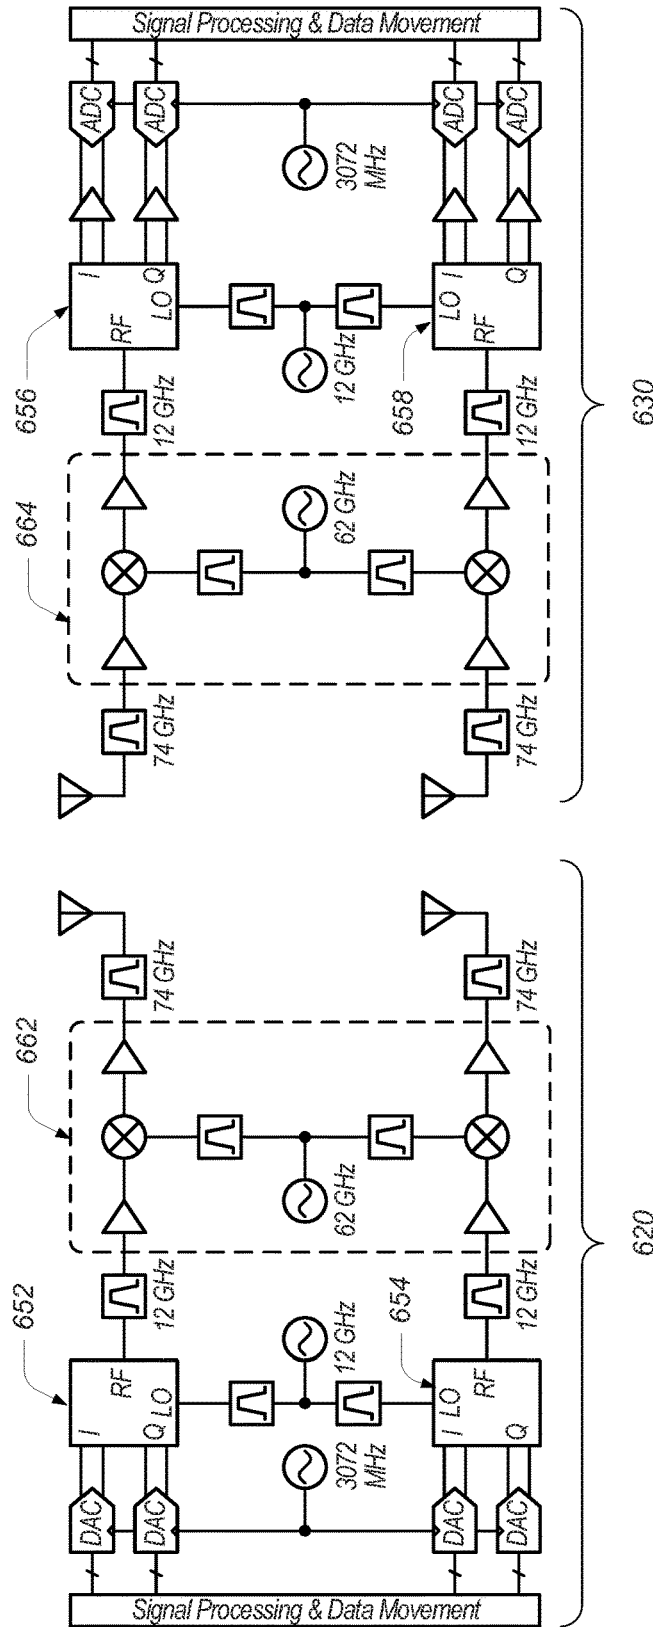 652
662
664
656
Signal Processing & Data Movement
DAC
I
RF
RF
I
ADC
Signal Processing & Data Movement
DAC
Q
LO
12 GHz
74 GHz
74 GHz
12 GHz
LO
Q
ADC
3072
MHz
12 GHz
62 GHz
62 GHz
12 GHz
3072
MHz
654
658
DAC
I
LO
RF
LO
RF
I
ADC
DAC
Q
12 GHz
74 GHz
74 GHz
12 GHz
Q
ADC
620
630